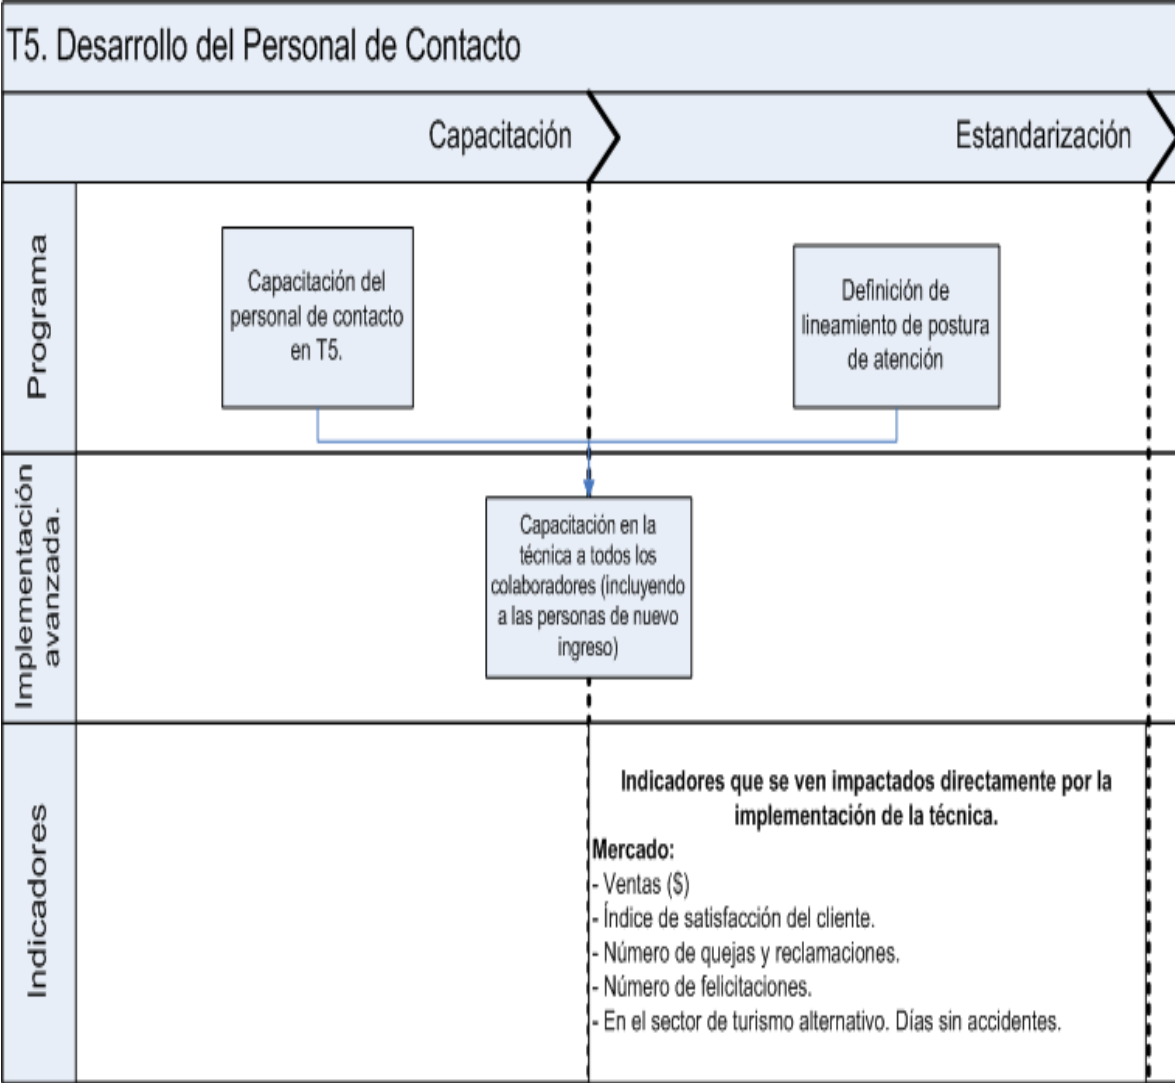 T5. Desarrollo del Personal de Contacto
Capacitación
Estandarización
Programa
Capacitación del
personal de contacto
en T5.
Definición de
lineamiento de postura
de atención
Implementación
avanzada.
Capacitación en la
técnica a todos los
colaboradores (incluyendo
a las personas de nuevo
ingreso)
Indicadores
Indicadores que se ven impactados directamente por la
implementación de la técnica.
Mercado:
- Ventas ($)
- Índice de satisfacción del cliente.
- Número de quejas y reclamaciones.
- Número de felicitaciones.
- En el sector de turismo alternativo. Días sin accidentes.